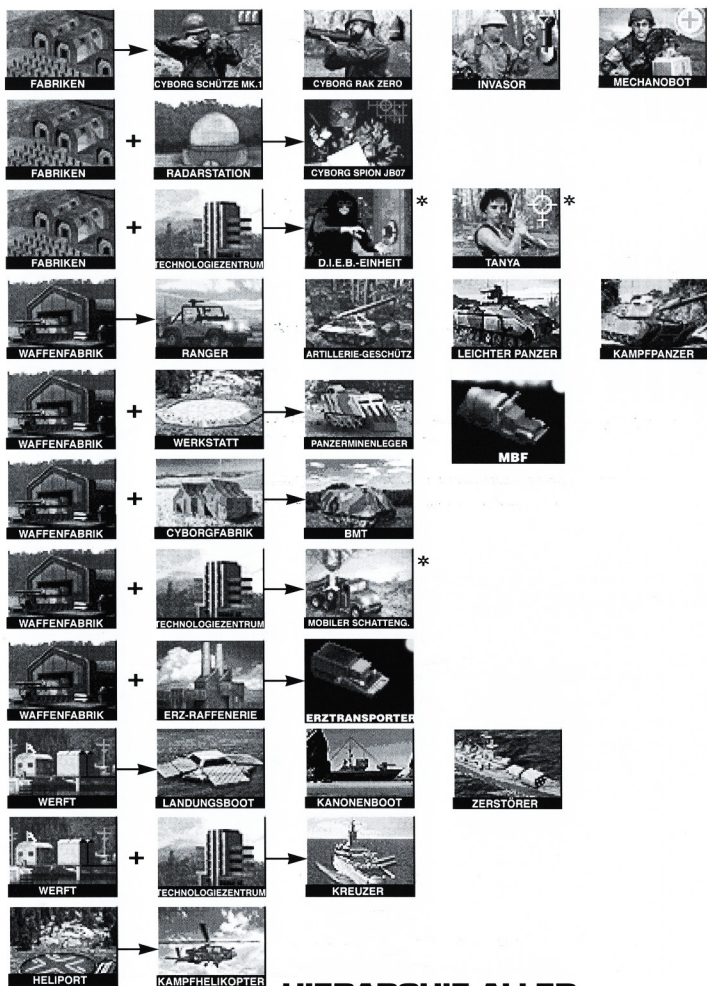 FABRIKEN
CYBORG SCHÜTZE MK.1
CYBORG RAK ZERO
INVASOR
MECHANOBOT
FABRIKEN
+
RADARSTATION
CYBORG SPION JB07
FABRIKEN
+
TECHNOLOGIEZENTRUM
D.I.E.B.-EINHEIT
*
TANYA
*
WAFFENFABRIK
RANGER
ARTILLERIE-GESCHÜTZ
LEICHTER PANZER
KAMPFPANZER
WAFFENFABRIK
+
WERKSTATT
PANZERMINENLEGER
MBF
WAFFENFABRIK
+
CYBORGFABRIK
BMT
WAFFENFABRIK
+
TECHNOLOGIEZENTRUM
MOBILER SCHATTENG.
*
WAFFENFABRIK
+
ERZ-RAFFENERIE
ERZTRANSPORTER
WERFT
LANDUNGSBOOT
KANONENBOOT
ZERSTÖRER
WERFT
+
TECHNOLOGIEZENTRUM
KREUZER
HELIPORT
KAMPFHELIKOPTER
HIERARCHIE ALLER